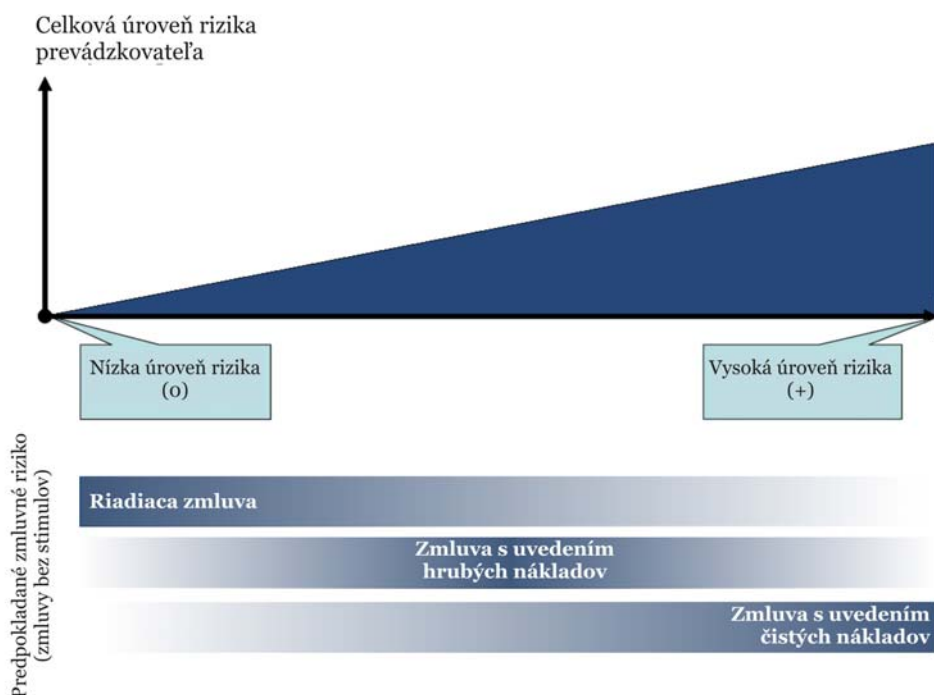 Celková úroveň rizika
prevádzkovateľa
Nízka úroveň rizika
(0)
Vysoká úroveň rizika
(+)
Predpokladané zmluvné riziko
(zmluvy bez stimulov)
Riadiaca zmluva
Zmluva s uvedením
hrubých nákladov
Zmluva s uvedením
čistých nákladov